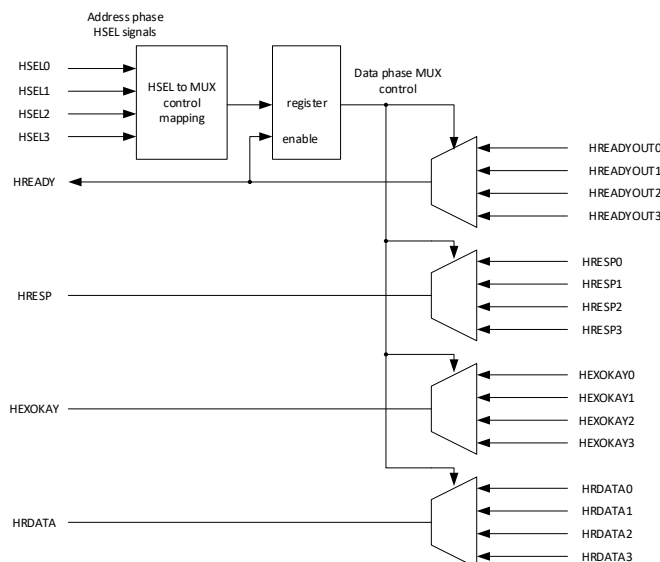 Address phase
HSEL signals
HSEL0
HSEL1
HSEL2
HSEL3
HSEL to MUX
control
mapping
register
enable
Data phase MUX
control
HREADY
HREADYOUT0
HREADYOUT1
HREADYOUT2
HREADYOUT3
HRESP
HRESP0
HRESP1
HRESP2
HRESP3
HEXOKAY
HEXOKAY0
HEXOKAY1
HEXOKAY2
HEXOKAY3
HRDATA
HRDATA0
HRDATA1
HRDATA2
HRDATA3